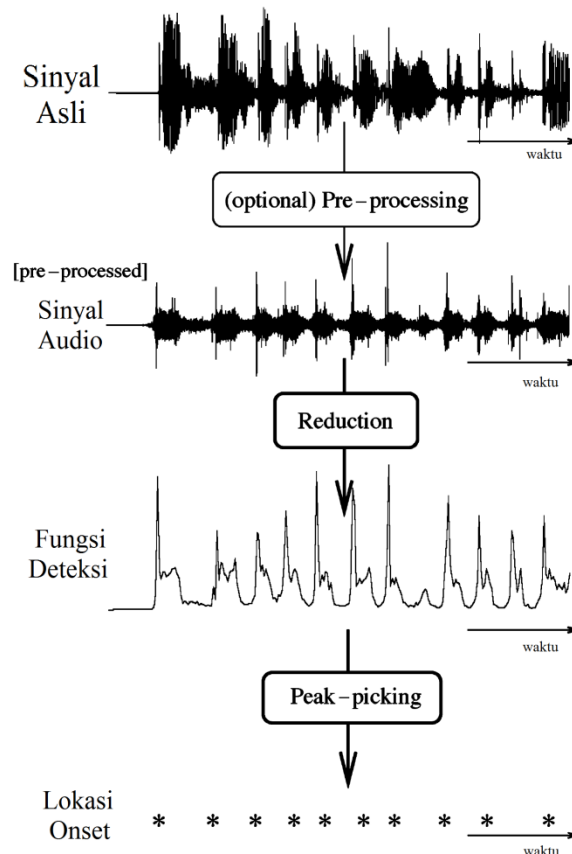 Sinyal
Asli
waktu
(optional) Pre–processing
[pre–processed]
Sinyal
Audio
waktu
Reduction
Fungsi
Deteksi
waktu
Peak–picking
Lokasi
Onset
* * * * * * * * * *
waktu